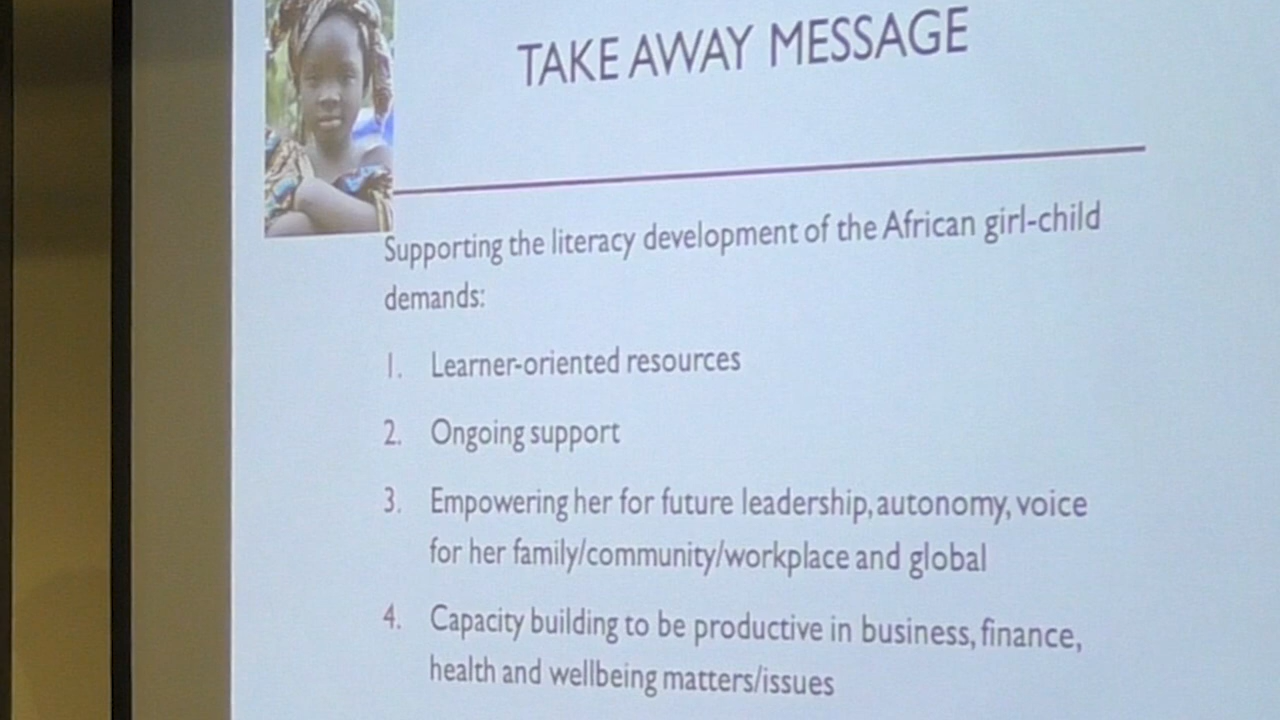 TAKE AWAY MESSAGE
Supporting the literacy development of the African girl-child
demands:
1. Learner-oriented resources
2. Ongoing support
3. Empowering her for future leadership, autonomy, voice
for her family/community/workplace and global
4. Capacity building to be productive in business, finance,
health and wellbeing matters/issues